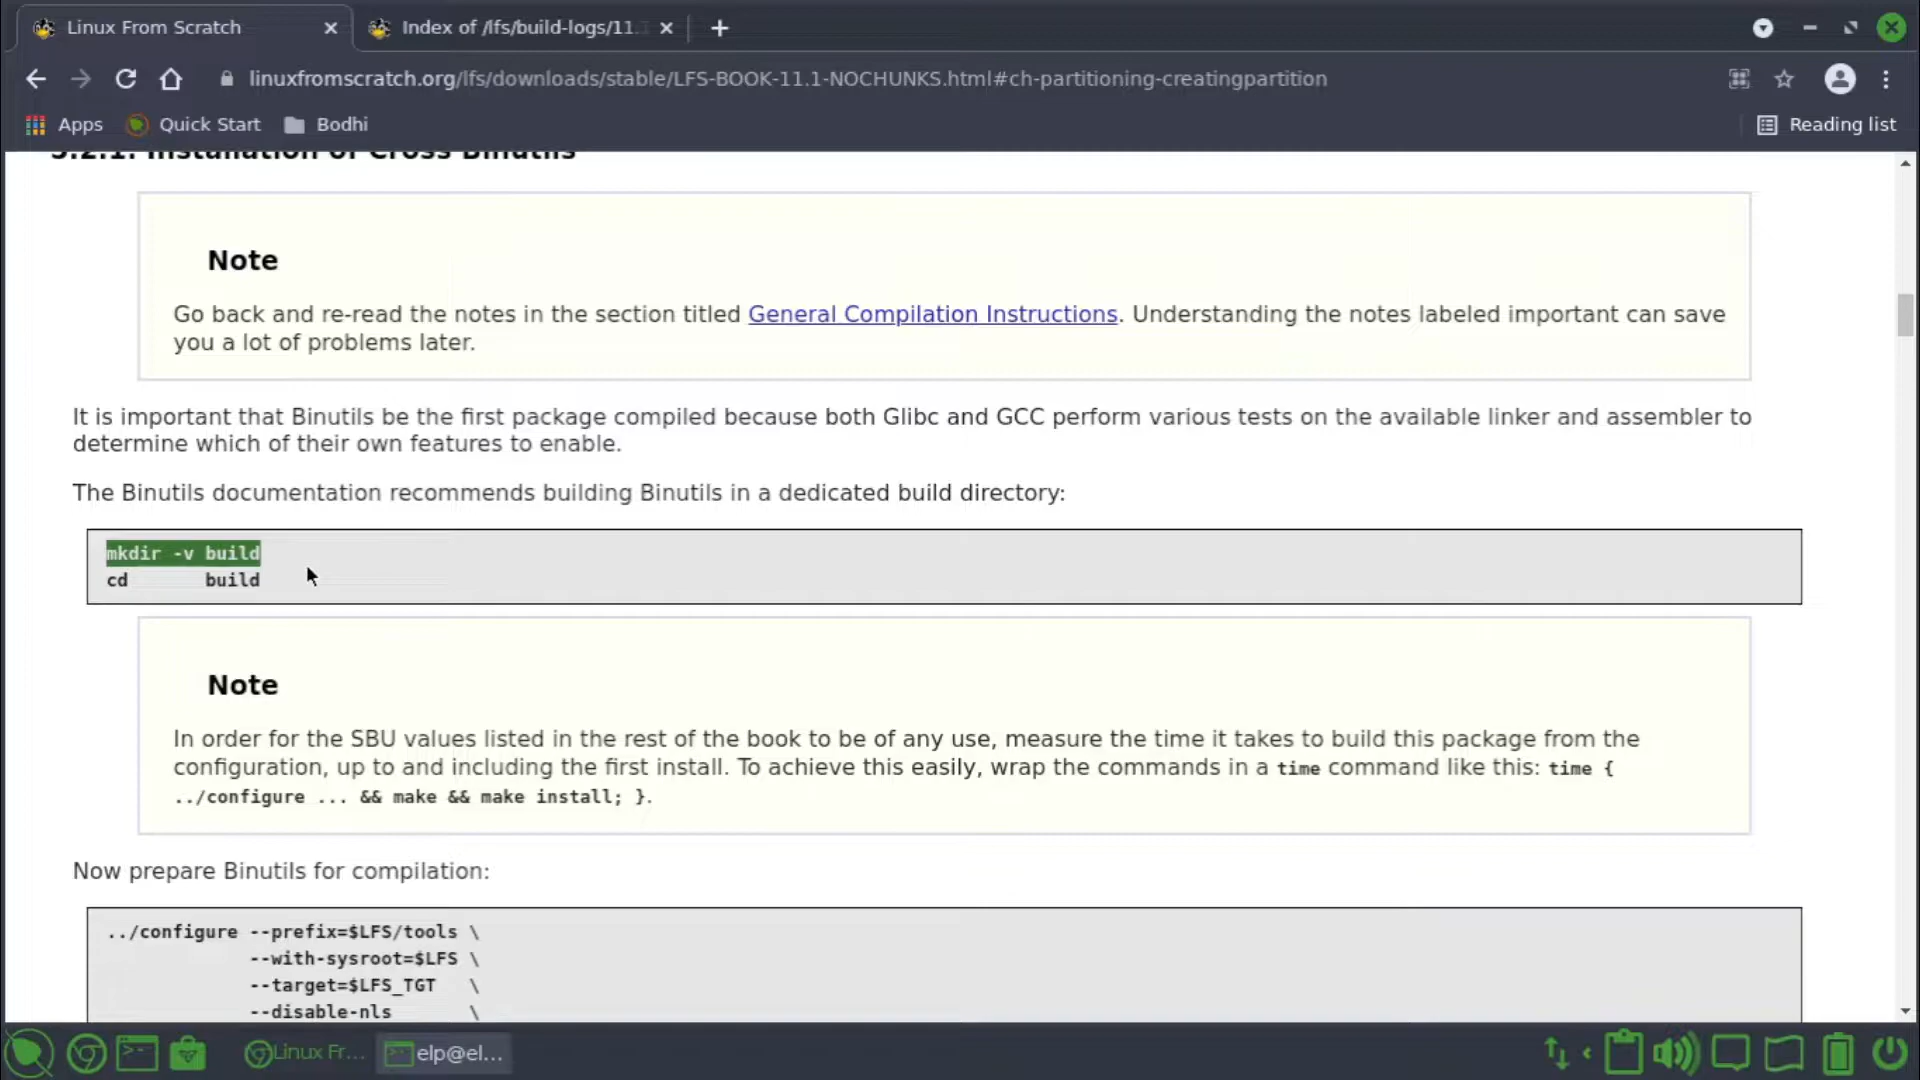 Linux From Scratch
Index of /lfs/build-logs/11.
linuxfromscratch.org/lfs/downloads/stable/LFS-BOOK-11.1-NOCHUNKS.html#ch-partitioning-creatingpartition
Apps Quick Start Bodhi Reading list
5.2.1. Installation of Cross Binutils
Note
Go back and re-read the notes in the section titled General Compilation Instructions. Understanding the notes labeled important can save
you a lot of problems later.
It is important that Binutils be the first package compiled because both Glibc and GCC perform various tests on the available linker and assembler to
determine which of their own features to enable.
The Binutils documentation recommends building Binutils in a dedicated build directory:
mkdir -v build
cd       build
Note
In order for the SBU values listed in the rest of the book to be of any use, measure the time it takes to build this package from the
configuration, up to and including the first install. To achieve this easily, wrap the commands in a time command like this: time {
../configure ... && make && make install; }.
Now prepare Binutils for compilation:
../configure --prefix=$LFS/tools \
--with-sysroot=$LFS \
--target=$LFS_TGT   \
--disable-nls       \
Linux Fr... elp@el...